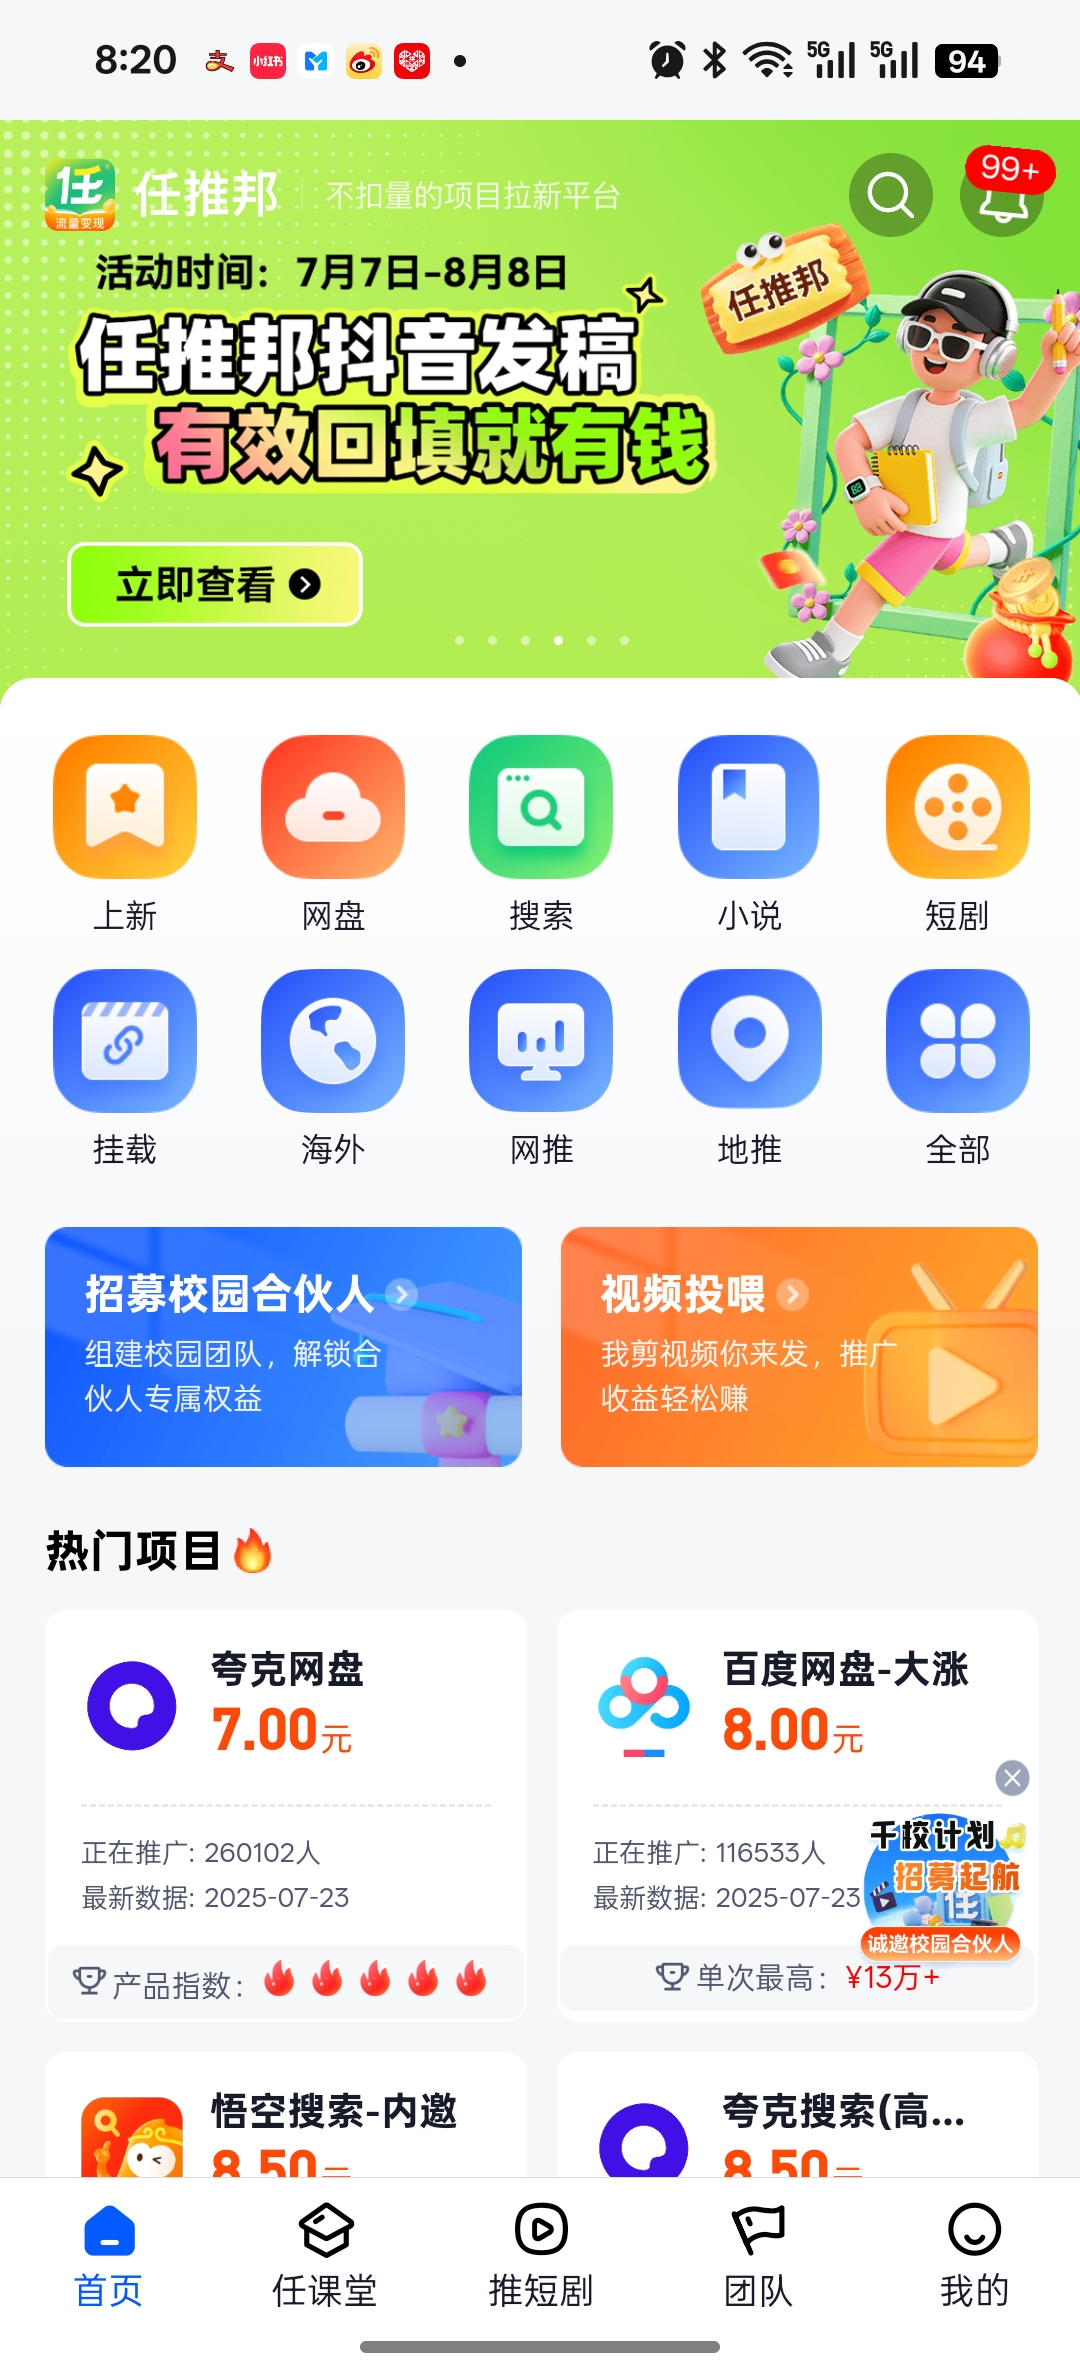 8:20
支
小红书
5G
5G
94
任
流量变现
任推邦
不扣量的项目拉新平台
99+
活动时间：7月7日-8月8日
任推邦
任推邦抖音发稿
有效回填就有钱
立即查看
上新
网盘
搜索
小说
短剧
挂载
海外
网推
地推
全部
招募校园合伙人
组建校园团队，解锁合
伙人专属权益
视频投喂
我剪视频你来发，推广
收益轻松赚
热门项目
夸克网盘
7.00元
正在推广: 260102人
最新数据: 2025-07-23
产品指数：
百度网盘-大涨
8.00元
正在推广: 116533人
最新数据: 2025-07-23
单次最高：¥13万+
千校计划
招募起航
任
诚邀校园合伙人
悟空搜索-内邀
8.50元
夸克搜索(高...
8.50元
首页
任课堂
推短剧
团队
我的